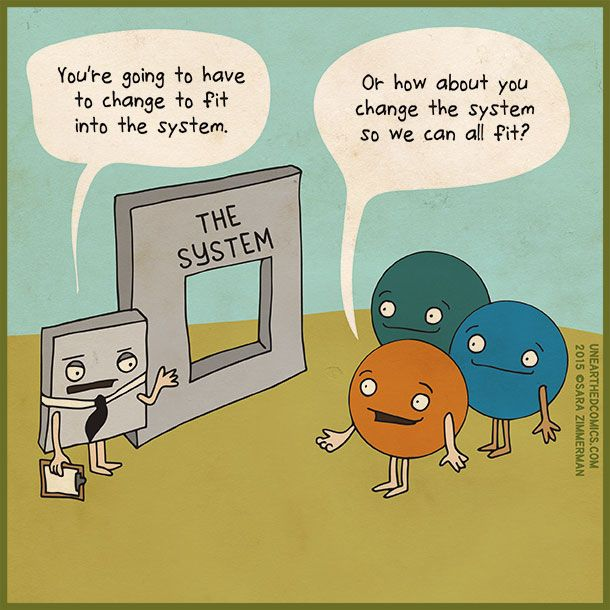 You're going to have
to change to fit
into the system.
Or how about you
change the system
so we can all fit?
THE
SYSTEM
UNEARTHEDCOMICS.COM
2015 ©SARA ZIMMERMAN